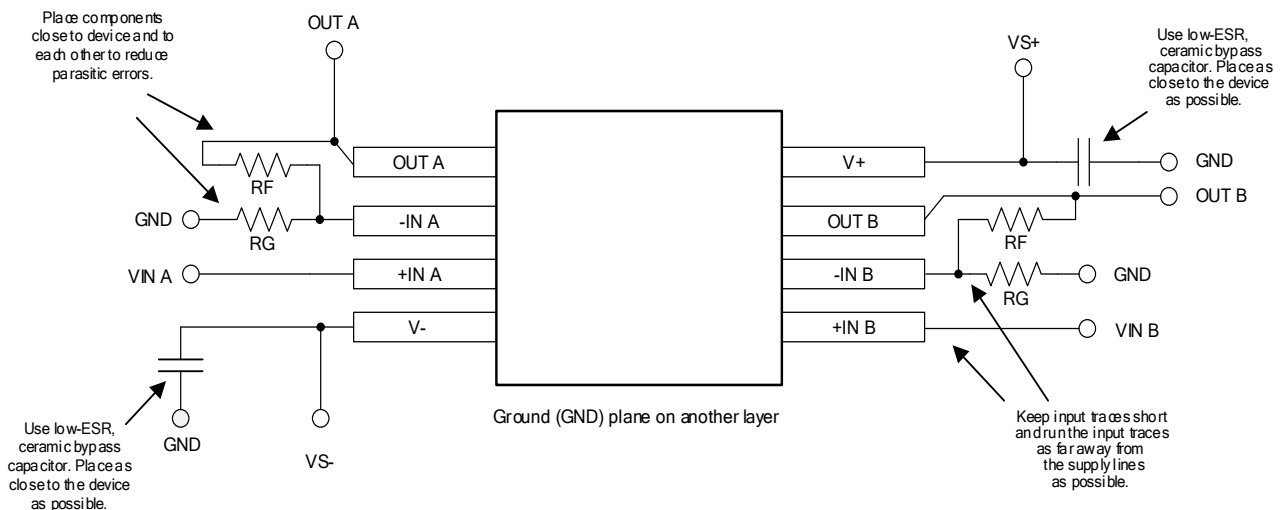 Place components
close to device and to
each other to reduce
parasitic errors.
OUT A
VS+
Use low-ESR,
ceramic bypass
capacitor. Place as
close to the device
as possible.
OUT A
V+
GND
RF
OUT B
GND
-IN A
OUT B
RG
RF
VIN A
+IN A
-IN B
GND
RG
V-
+IN B
VIN B
Ground (GND) plane on another layer
Use low-ESR,
ceramic bypass
capacitor. Place as
close to the device
as possible.
GND
VS-
Keep input traces short
and run the input traces
as far away from
the supply lines
as possible.